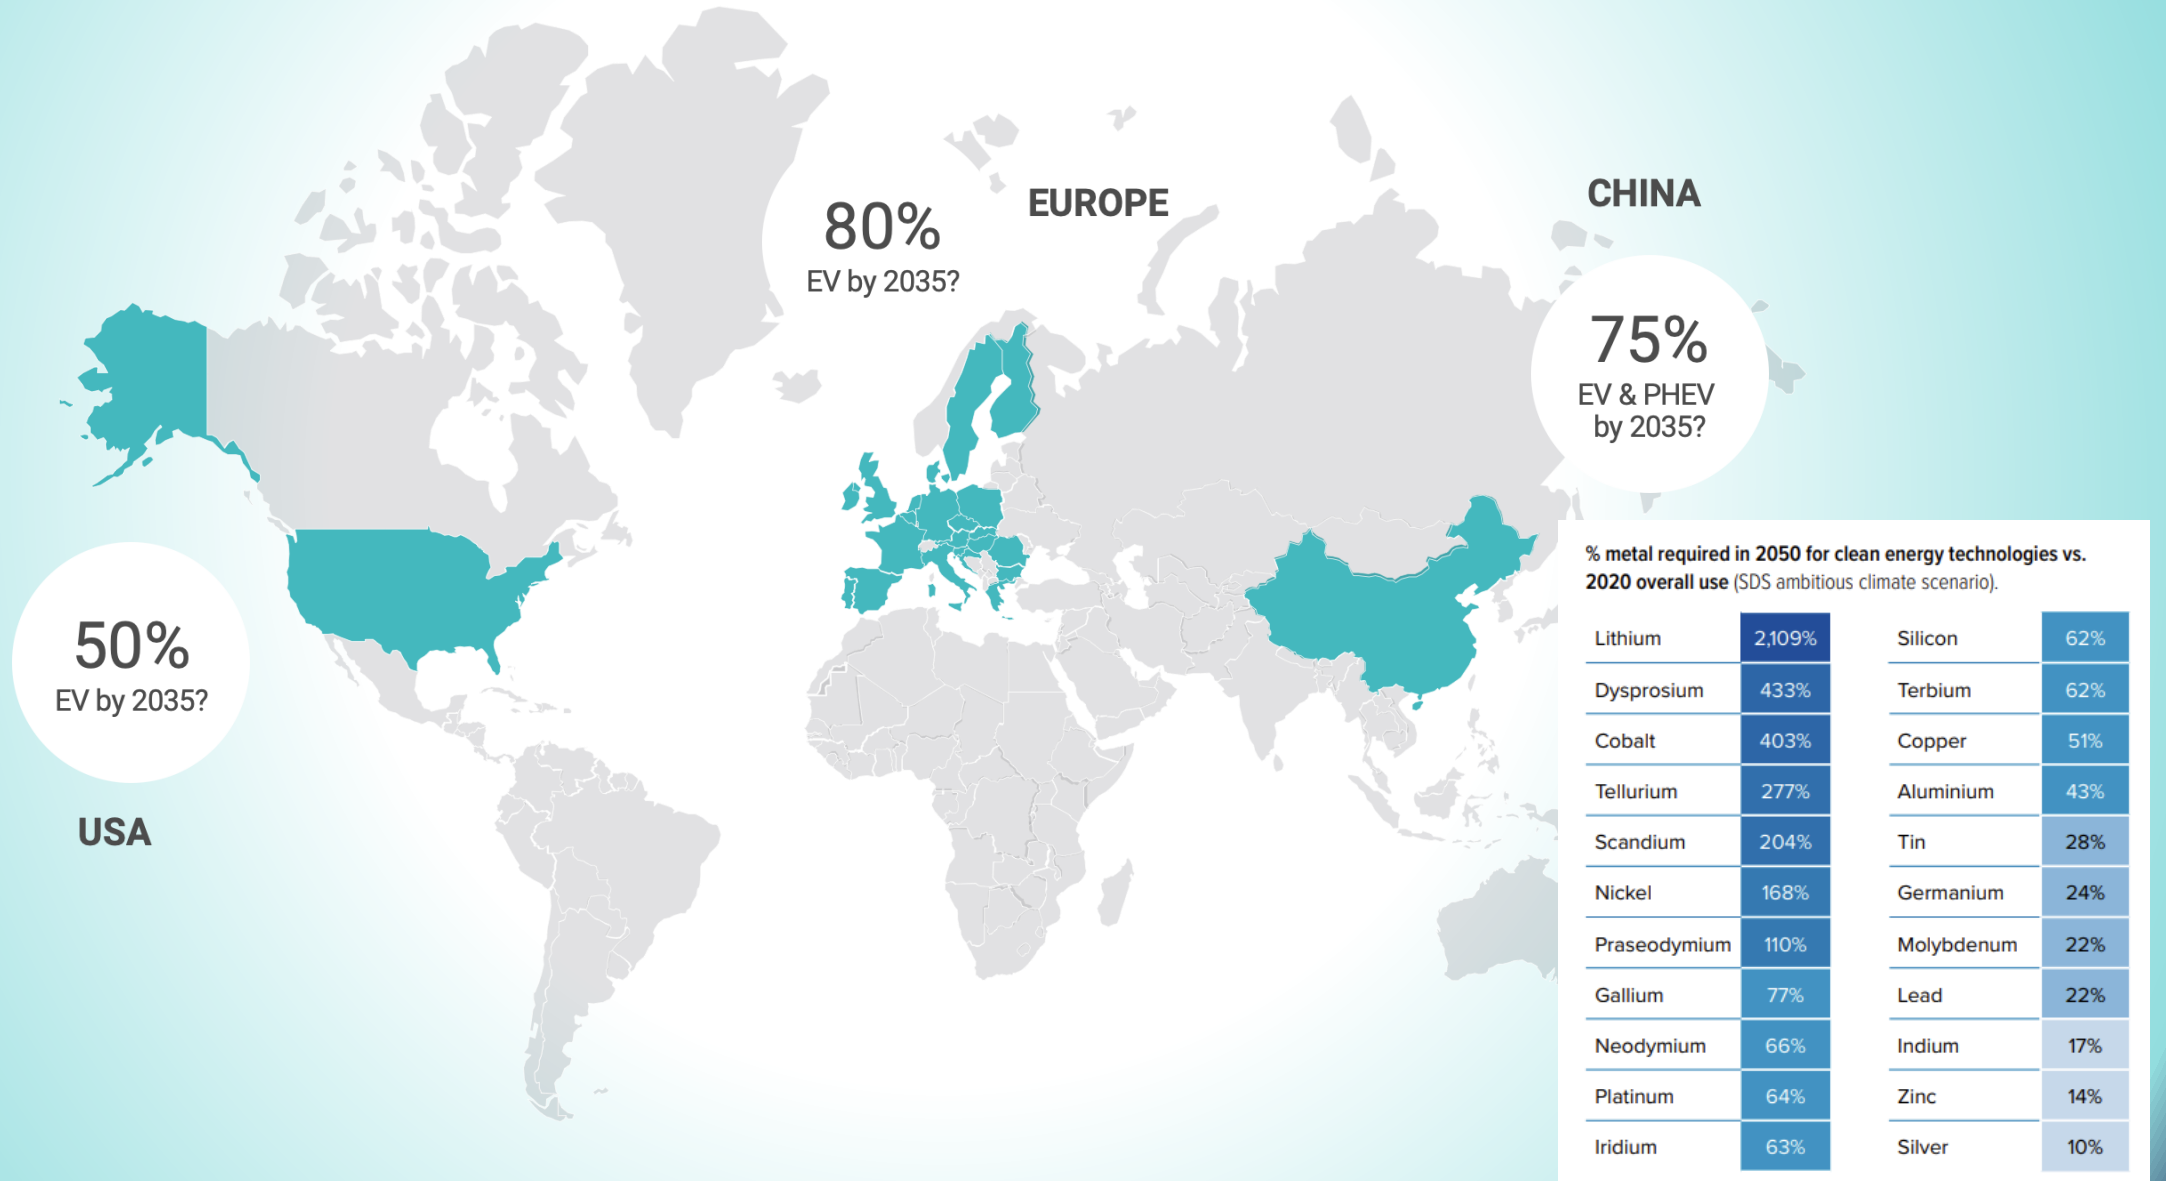 EUROPE
80%
EV by 2035?
CHINA
75%
EV & PHEV
by 2035?
50%
EV by 2035?
USA
% metal required in 2050 for clean energy technologies vs.
2020 overall use (SDS ambitious climate scenario).
Lithium 2,109%
Dysprosium 433%
Cobalt 403%
Tellurium 277%
Scandium 204%
Nickel 168%
Praseodymium 110%
Gallium 77%
Neodymium 66%
Platinum 64%
Iridium 63%
Silicon 62%
Terbium 62%
Copper 51%
Aluminium 43%
Tin 28%
Germanium 24%
Molybdenum 22%
Lead 22%
Indium 17%
Zinc 14%
Silver 10%